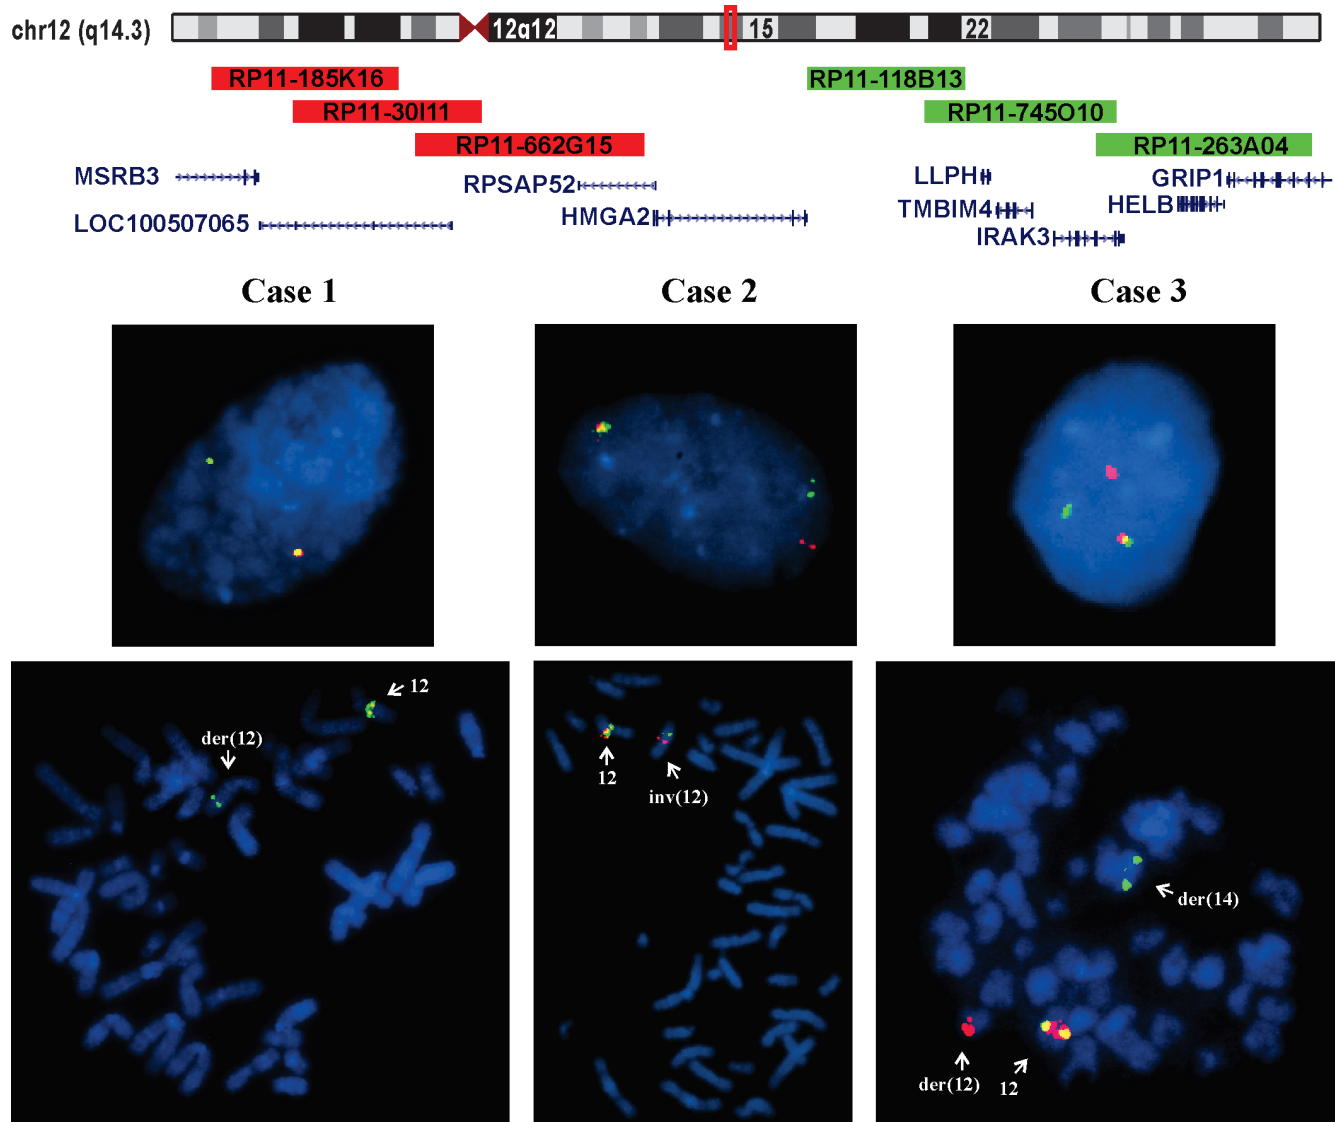 chr12 (q14.3) 12q12 15 22
RP11-185K16 RP11-118B13
RP11-30I11 RP11-745O10
RP11-662G15 RP11-263A04
MSRB3 RPSAP52 LLPH GRIP1
LOC100507065 HMGA2 TMBIM4 HELB
IRAK3
Case 1 Case 2 Case 3
12
der(12)
12
inv(12)
der(14)
der(12) 12